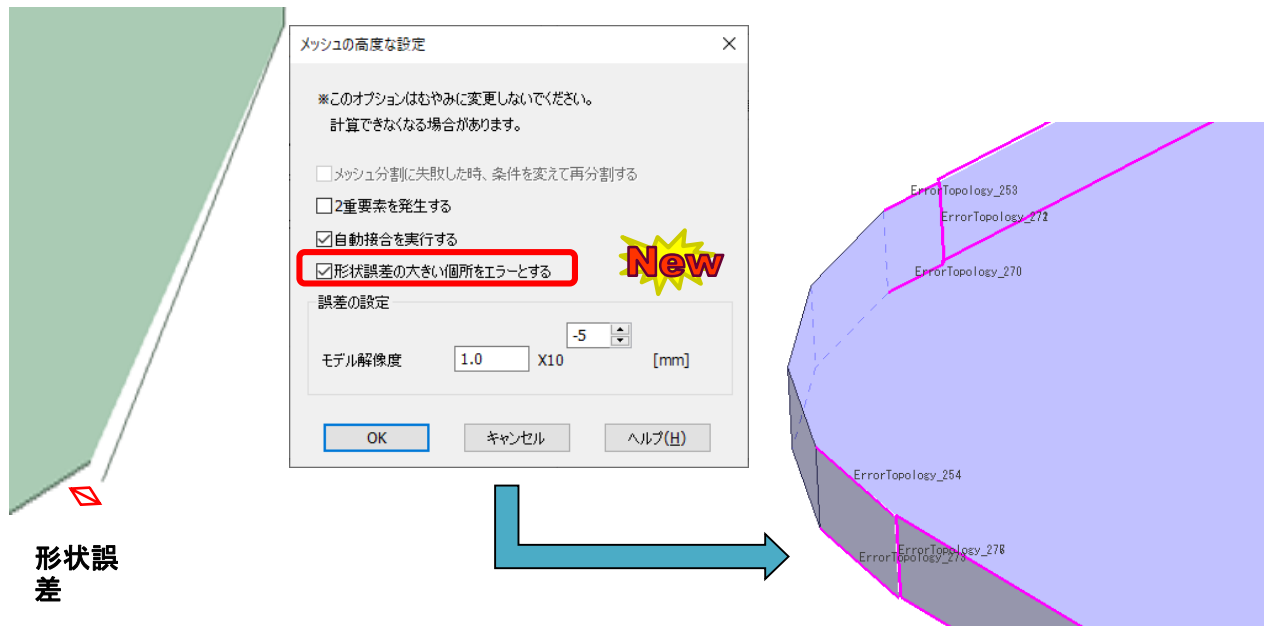 メッシュの高度な設定
※このオプションはむやみに変更しないでください。
計算できなくなる場合があります。
メッシュ分割に失敗した時、条件を変えて再分割する
2重要素を発生する
自動接合を実行する
形状誤差の大きい個所をエラーとする
New
誤差の設定
-5
モデル解像度 1.0 X10 [mm]
OK キャンセル ヘルプ(H)
形状誤
差
ErrorTopology_253
ErrorTopology_270
ErrorTopology_254